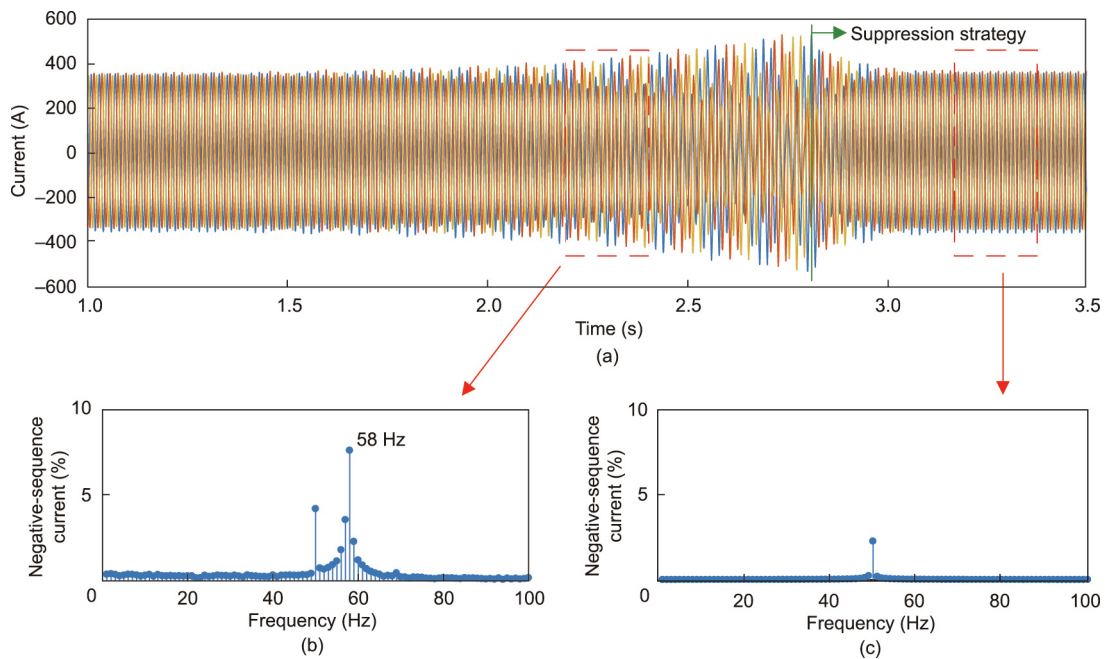 600
Suppression strategy
400
200
0
–200
–400
–600
Current (A)
1.0 1.5 2.0 2.5 3.0 3.5
Time (s)
(a)
10
5
Negative-sequence
current (%)
58 Hz
0 20 40 60 80 100
Frequency (Hz)
(b)
10
5
Negative-sequence
current (%)
0 20 40 60 80 100
Frequency (Hz)
(c)